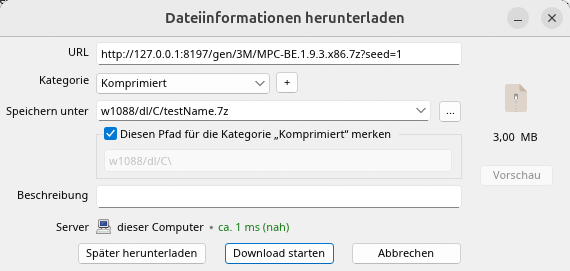 Dateiinformationen herunterladen
URL http://127.0.0.1:8197/gen/3M/MPC-BE.1.9.3.x86.7z?seed=1
Kategorie Komprimiert +
Speichern unter w1088/dl/C/testName.7z ...
Diesen Pfad für die Kategorie „Komprimiert“ merken
w1088/dl/C\
3,00 MB
Vorschau
Beschreibung
Server dieser Computer • ca. 1 ms (nah)
Später herunterladen Download starten Abbrechen